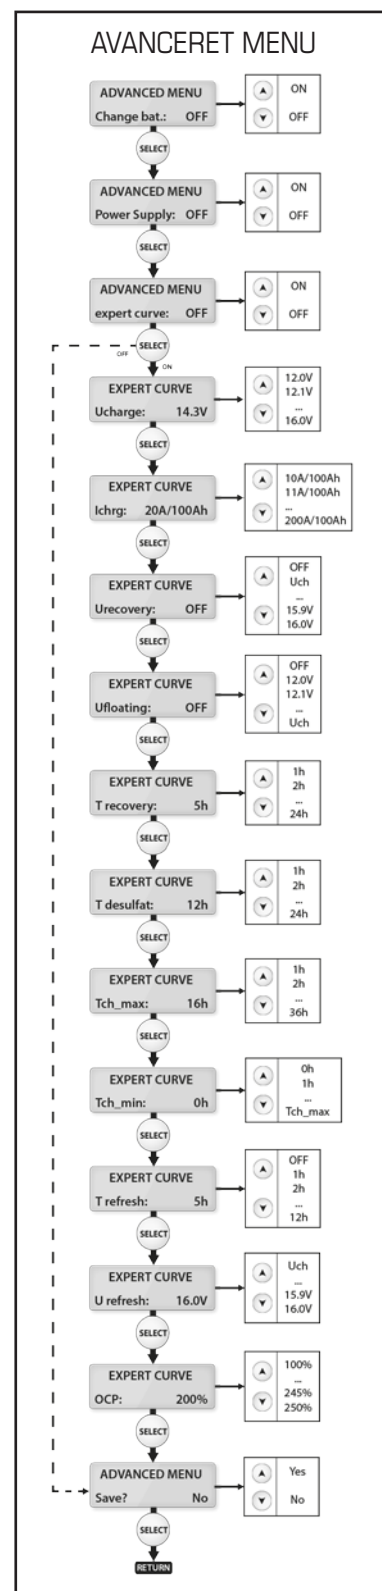 AVANCERET MENU
ADVANCED MENU
Change bat.: OFF
ON
OFF
SELECT
ADVANCED MENU
Power Supply: OFF
ON
OFF
SELECT
ADVANCED MENU
expert curve: OFF
ON
OFF
SELECT
OFF
ON
EXPERT CURVE
Ucharge: 14.3V
12.0V
12.1V
...
16.0V
SELECT
EXPERT CURVE
Ichrg: 20A/100Ah
10A/100Ah
11A/100Ah
...
200A/100Ah
SELECT
EXPERT CURVE
Urecovery: OFF
OFF
Uch
...
15.9V
16.0V
SELECT
EXPERT CURVE
Ufloating: OFF
OFF
12.0V
12.1V
...
Uch
SELECT
EXPERT CURVE
T recovery: 5h
1h
2h
...
24h
SELECT
EXPERT CURVE
T desulfat: 12h
1h
2h
...
24h
SELECT
EXPERT CURVE
Tch_max: 16h
1h
2h
...
36h
SELECT
EXPERT CURVE
Tch_min: 0h
0h
1h
...
Tch_max
SELECT
EXPERT CURVE
T refresh: 5h
OFF
1h
2h
...
12h
SELECT
EXPERT CURVE
U refresh: 16.0V
Uch
...
15.9V
16.0V
SELECT
EXPERT CURVE
OCP: 200%
100%
...
245%
250%
SELECT
ADVANCED MENU
Save? No
Yes
No
SELECT
RETURN